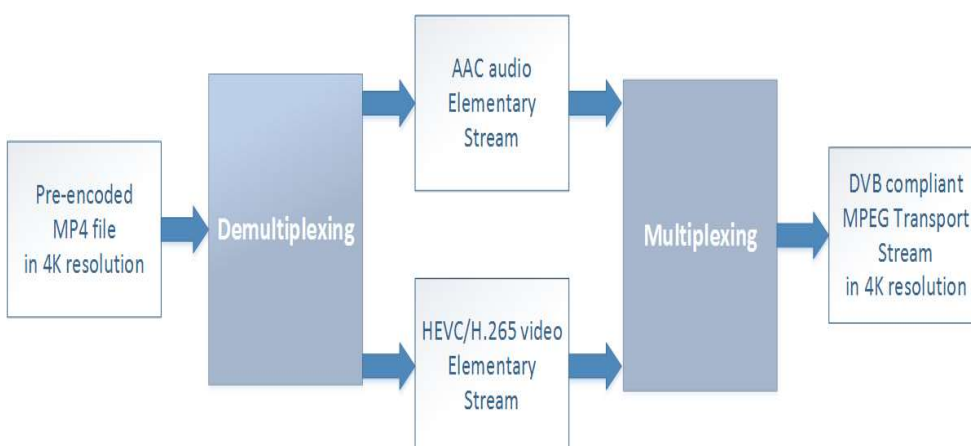 Pre-encoded
MP4 file
in 4K resolution
Demultiplexing
AAC audio
Elementary
Stream
HEVC/H.265 video
Elementary
Stream
Multiplexing
DVB compliant
MPEG Transport
Stream
in 4K resolution